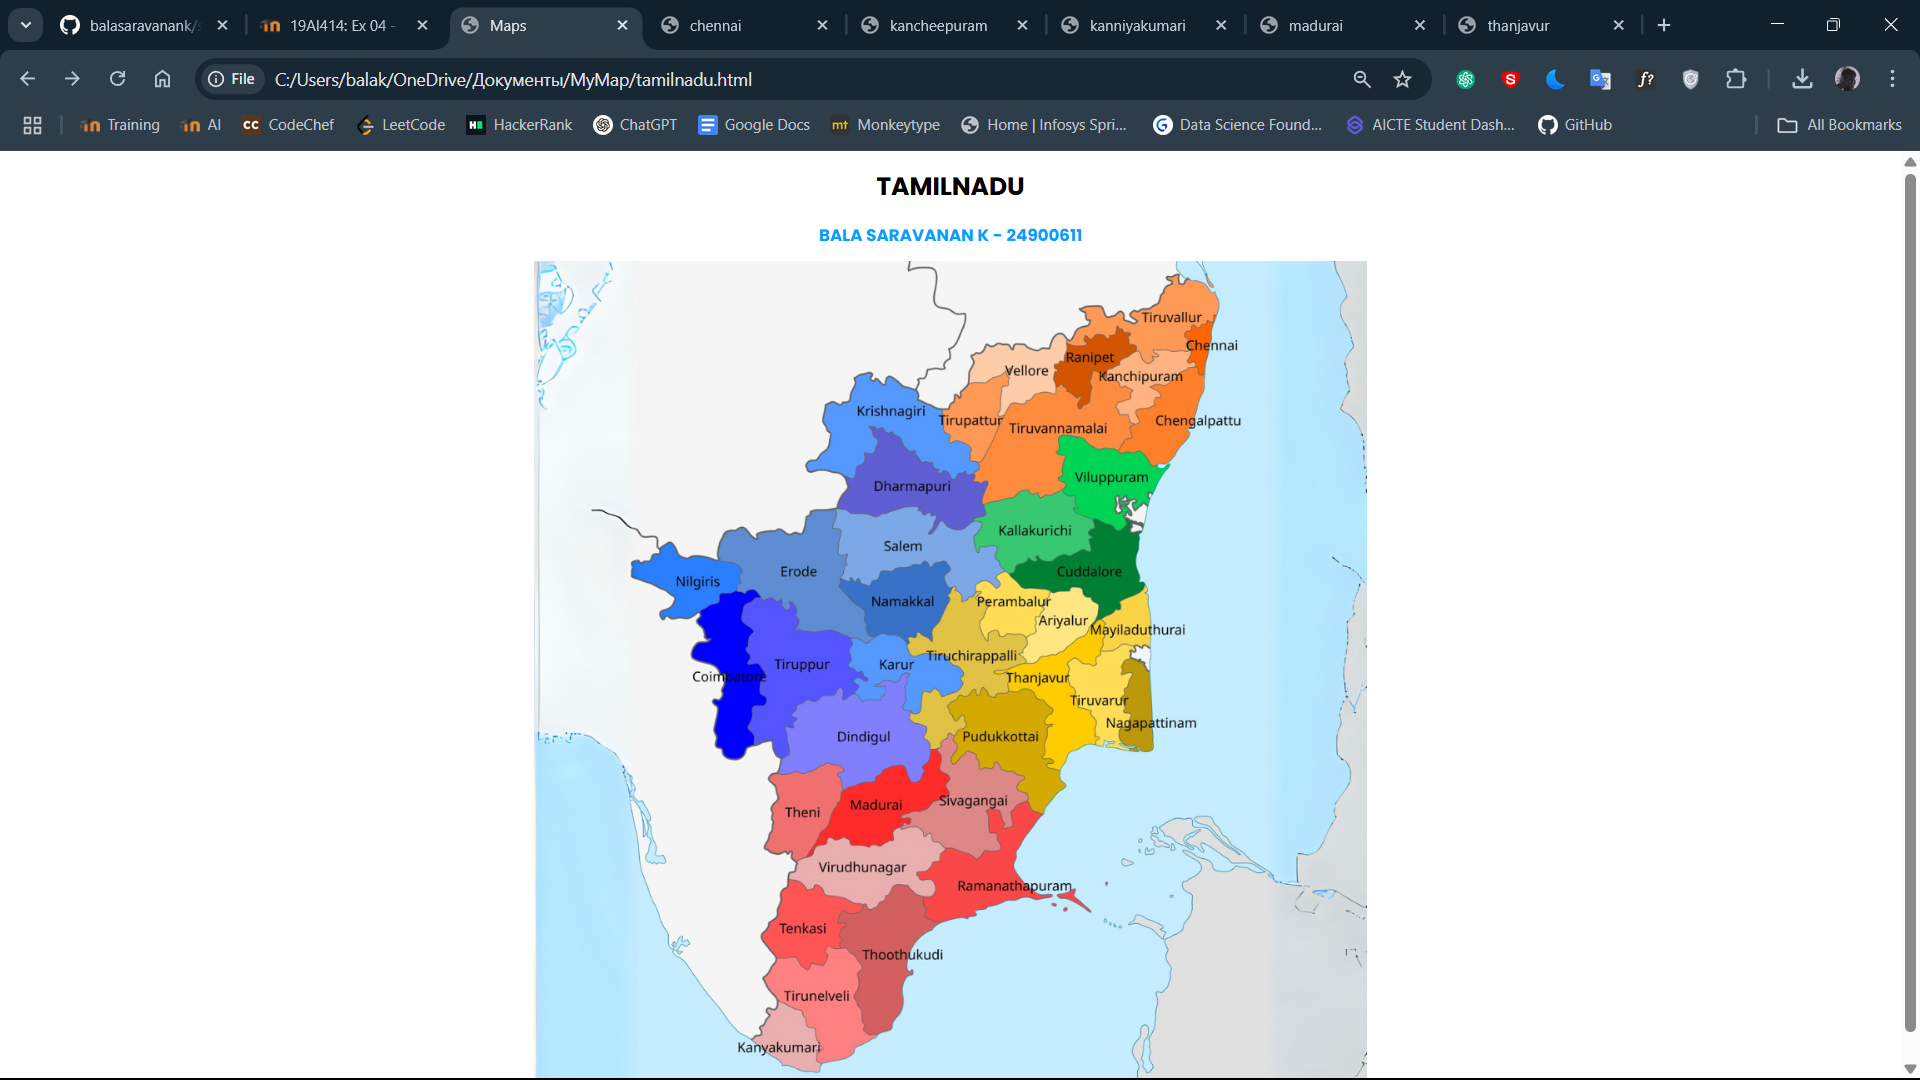 balasaravanank/s
19AI414: Ex 04 -
Maps
chennai
kancheepuram
kanniyakumari
madurai
thanjavur
File
C:/Users/balak/OneDrive/Документы/MyMap/tamilnadu.html
Training
AI
CodeChef
LeetCode
HackerRank
ChatGPT
Google Docs
mt Monkeytype
Home | Infosys Spri...
Data Science Found...
AICTE Student Dash...
GitHub
All Bookmarks
TAMILNADU
BALA SARAVANAN K - 24900611
Tiruvallur
Chennai
Ranipet
Vellore
Kanchipuram
Krishnagiri
Tirupattur
Tiruvannamalai
Chengalpattu
Viluppuram
Dharmapuri
Kallakurichi
Salem
Erode
Cuddalore
Nilgiris
Namakkal
Perambalur
Ariyalur
Mayiladuthurai
Tiruchirappalli
Tiruppur
Karur
Coimbatore
Thanjavur
Tiruvarur
Nagapattinam
Dindigul
Pudukkottai
Sivagangai
Madurai
Theni
Virudhunagar
Ramanathapuram
Tenkasi
Thoothukudi
Tirunelveli
Kanyakumari